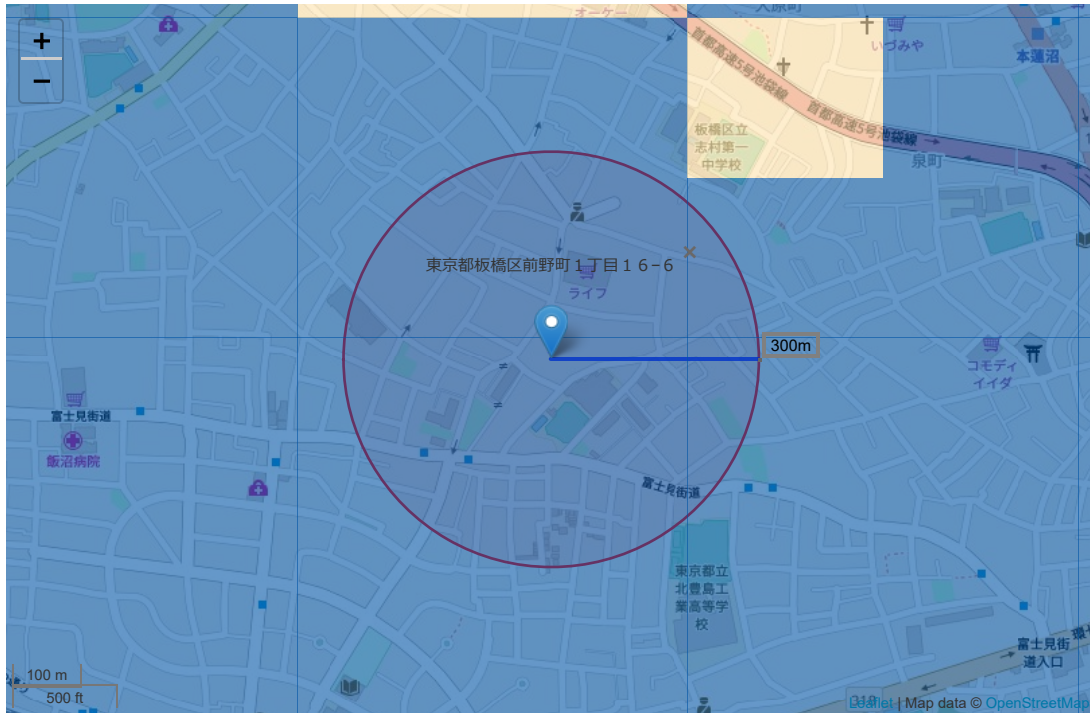 +
−
オーケー
大原町
いづみや
本蓮沼
首都高速5号池袋線
首都高速5号池袋線
泉町
板橋区立
志村第一
中学校
東京都板橋区前野町1丁目16−6
ライフ
300m
コモディ
イイダ
富士見街道
飯沼病院
富士見街道
東京都立
北豊島工
業高等学
校
富士見街
道入口
環七
100 m
500 ft
318
Leaflet | Map data © OpenStreetMap